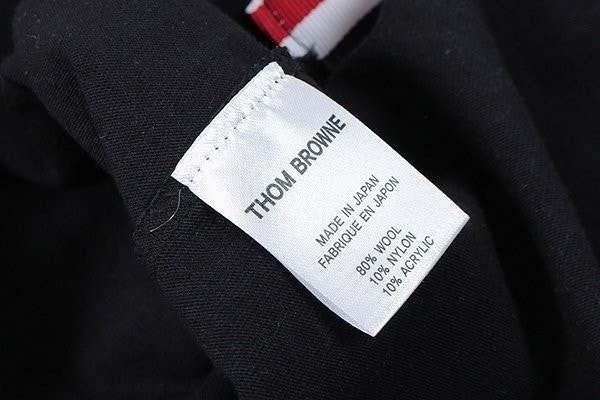 THOM BROWNE
MADE IN JAPAN
FABRIQUE EN JAPON
80% WOOL
10% NYLON
10% ACRYLIC